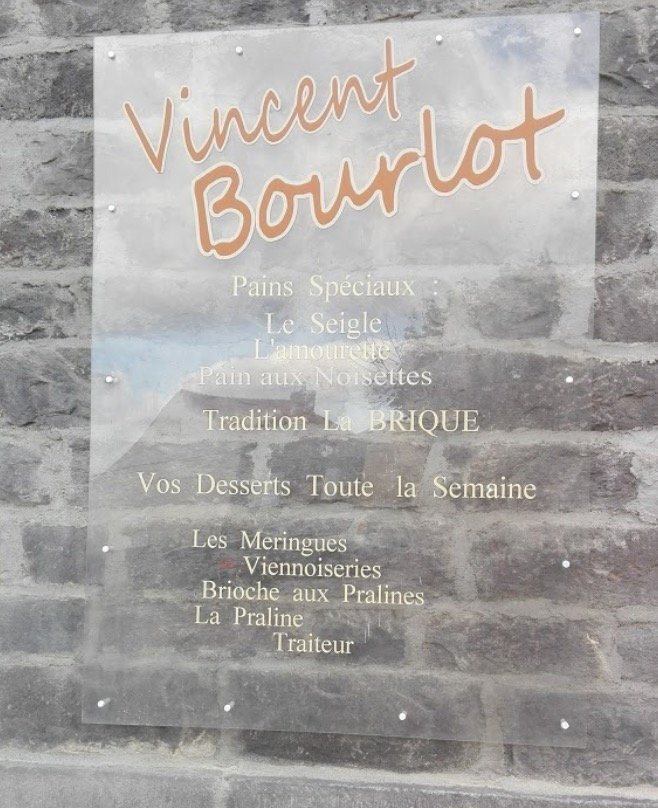 Vincent
Bourlot
Pains Spéciaux :
Le Seigle
L'amourette
Pain aux Noisettes
Tradition La BRIQUE
Vos Desserts Toute la Semaine
Les Meringues
Viennoiseries
Brioche aux Pralines
La Praline
Traiteur